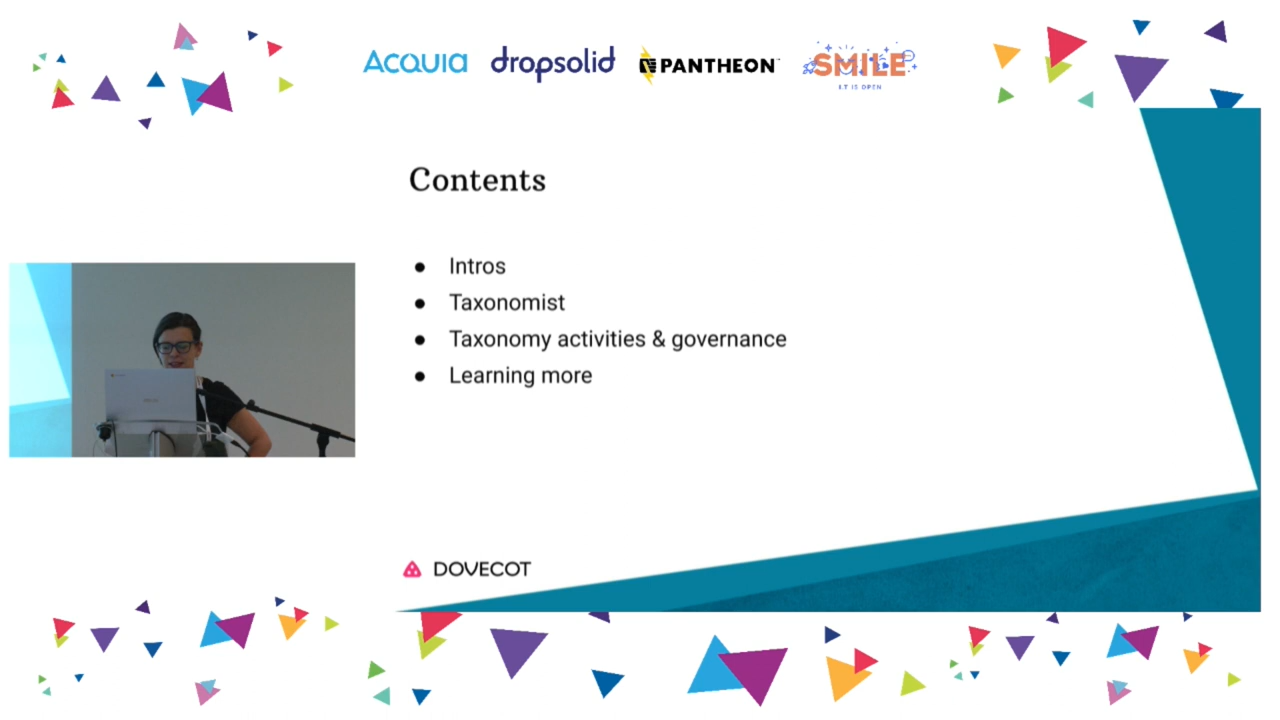 ACQUIA dropsolid PANTHEON SMILE
I.T IS OPEN
Contents
● Intros
● Taxonomist
● Taxonomy activities & governance
● Learning more
DOVECOT